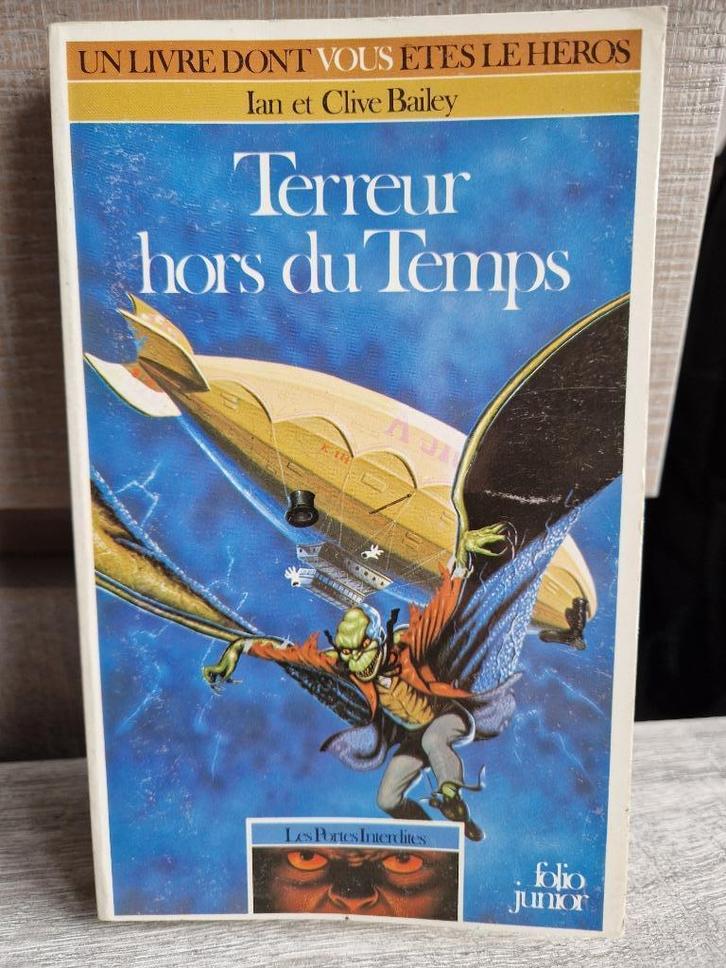 UN LIVRE DONT VOUS ÊTES LE HÉROS
Ian et Clive Bailey
Terreur
hors du Temps
Les Portes Interdites
folio
junior